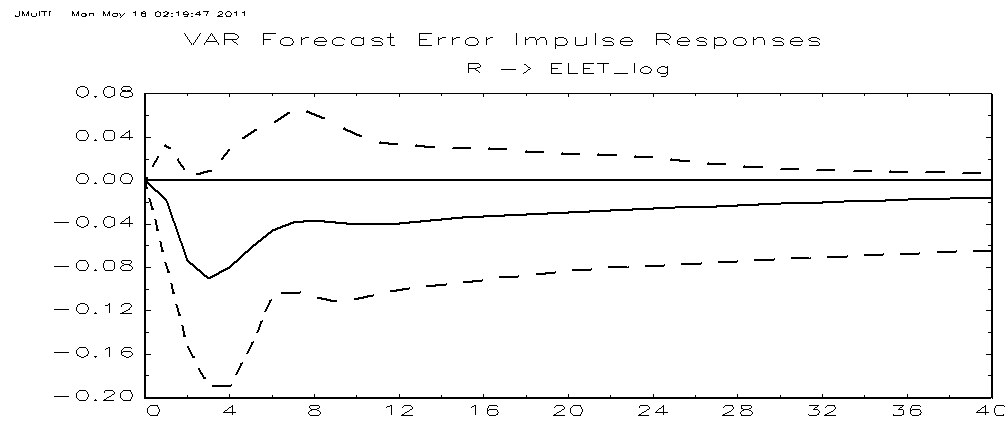 JMulTi   Mon May 16 02:19:47 2011
VAR Forecast Error Impulse Responses
R -> ELET_log
0.08
0.04
0.00
-0.04
-0.08
-0.12
-0.16
-0.20
0 4 8 12 16 20 24 28 32 36 40